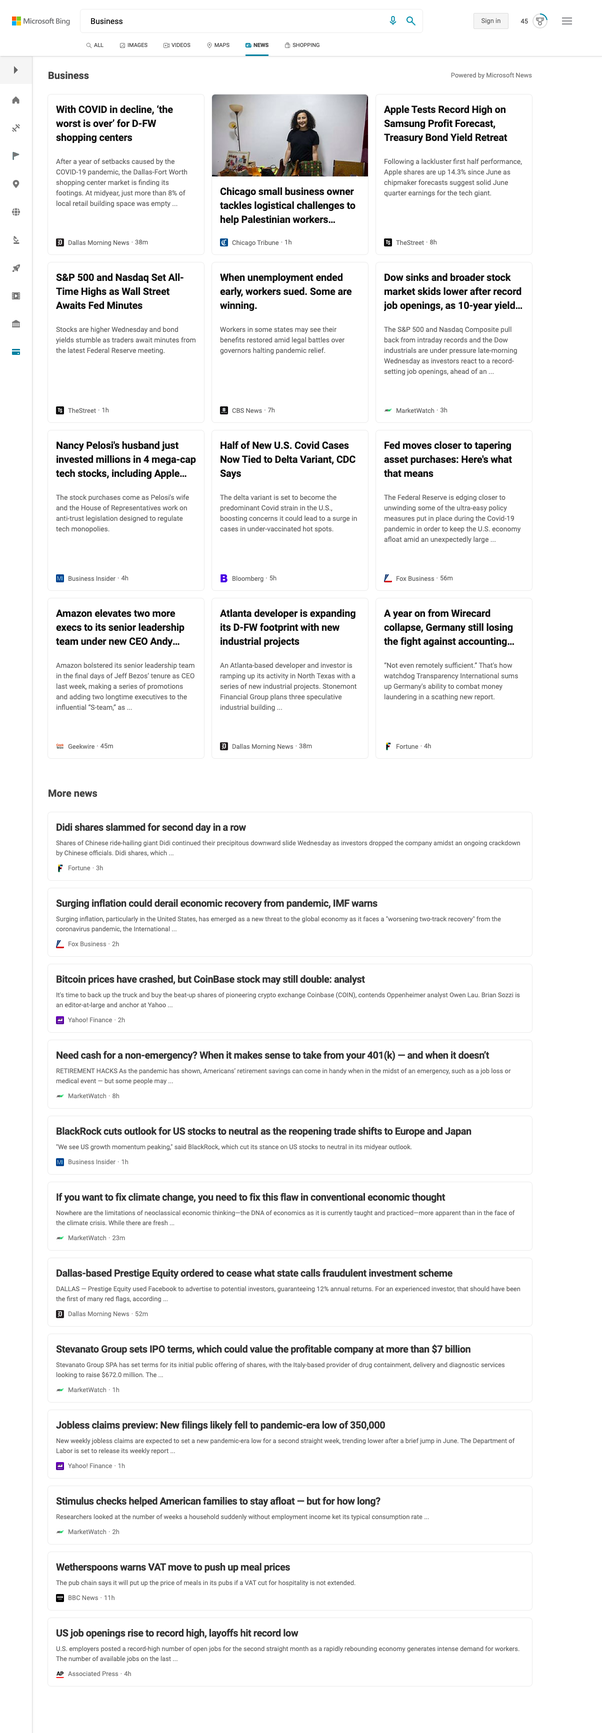 Microsoft Bing
Business
Sign in
45
ALL
IMAGES
VIDEOS
MAPS
NEWS
SHOPPING
Business
Powered by Microsoft News
With COVID in decline, ‘the
worst is over’ for D-FW
shopping centers
After a year of setbacks caused by the
COVID-19 pandemic, the Dallas-Fort Worth
shopping center market is finding its
footings. At midyear, just more than 8% of
local retail building space was empty ...
Dallas Morning News · 38m
Chicago small business owner
tackles logistical challenges to
help Palestinian workers…
Chicago Tribune · 1h
Apple Tests Record High on
Samsung Profit Forecast,
Treasury Bond Yield Retreat
Following a lackluster first half performance,
Apple shares are up 14.3% since June as
chipmaker forecasts suggest solid June
quarter earnings for the tech giant.
TheStreet · 8h
S&P 500 and Nasdaq Set All-
Time Highs as Wall Street
Awaits Fed Minutes
Stocks are higher Wednesday and bond
yields stumble as traders await minutes from
the latest Federal Reserve meeting.
TheStreet · 1h
When unemployment ended
early, workers sued. Some are
winning.
Workers in some states may see their
benefits restored amid legal battles over
governors halting pandemic relief.
CBS News · 7h
Dow sinks and broader stock
market skids lower after record
job openings, as 10-year yield…
The S&P 500 and Nasdaq Composite pull
back from intraday records and the Dow
industrials are under pressure late-morning
Wednesday as investors react to a record-
setting job openings, ahead of an ...
MarketWatch · 3h
Nancy Pelosi's husband just
invested millions in 4 mega-cap
tech stocks, including Apple…
The stock purchases come as Pelosi's wife
and the House of Representatives work on
anti-trust legislation designed to regulate
tech monopolies.
Business Insider · 4h
Half of New U.S. Covid Cases
Now Tied to Delta Variant, CDC
Says
The delta variant is set to become the
predominant Covid strain in the U.S.,
boosting concerns it could lead to a surge in
cases in under-vaccinated hot spots.
Bloomberg · 5h
Fed moves closer to tapering
asset purchases: Here's what
that means
The Federal Reserve is edging closer to
unwinding some of the ultra-easy policy
measures put in place during the Covid-19
pandemic in order to keep the U.S. economy
afloat amid an unexpectedly large ...
Fox Business · 56m
Amazon elevates two more
execs to its senior leadership
team under new CEO Andy…
Amazon bolstered its senior leadership team
in the final days of Jeff Bezos’ tenure as CEO
last week, making a series of promotions
and adding two longtime executives to the
influential “S-team,” as ...
Geekwire · 45m
Atlanta developer is expanding
its D-FW footprint with new
industrial projects
An Atlanta-based developer and investor is
ramping up its activity in North Texas with a
series of new industrial projects. Stonemont
Financial Group plans three speculative
industrial building ...
Dallas Morning News · 38m
A year on from Wirecard
collapse, Germany still losing
the fight against accounting…
“Not even remotely sufficient.” That's how
watchdog Transparency International sums
up Germany's ability to combat money
laundering in a scathing new report.
Fortune · 4h
More news
Didi shares slammed for second day in a row
Shares of Chinese ride-hailing giant Didi continued their precipitous downward slide Wednesday as investors dropped the company amidst an ongoing crackdown
by Chinese officials. Didi shares, which ...
Fortune · 3h
Surging inflation could derail economic recovery from pandemic, IMF warns
Surging inflation, particularly in the United States, has emerged as a new threat to the global economy as it faces a "worsening two-track recovery" from the
coronavirus pandemic, the International ...
Fox Business · 2h
Bitcoin prices have crashed, but CoinBase stock may still double: analyst
It's time to back up the truck and buy the beat-up shares of pioneering crypto exchange Coinbase (COIN), contends Oppenheimer analyst Owen Lau. Brian Sozzi is
an editor-at-large and anchor at Yahoo ...
Yahoo! Finance · 2h
Need cash for a non-emergency? When it makes sense to take from your 401(k) — and when it doesn’t
RETIREMENT HACKS As the pandemic has shown, Americans’ retirement savings can come in handy when in the midst of an emergency, such as a job loss or
medical event — but some people may ...
MarketWatch · 8h
BlackRock cuts outlook for US stocks to neutral as the reopening trade shifts to Europe and Japan
"We see US growth momentum peaking," said BlackRock, which cut its stance on US stocks to neutral in its midyear outlook.
Business Insider · 1h
If you want to fix climate change, you need to fix this flaw in conventional economic thought
Nowhere are the limitations of neoclassical economic thinking—the DNA of economics as it is currently taught and practiced—more apparent than in the face of
the climate crisis. While there are fresh ...
MarketWatch · 23m
Dallas-based Prestige Equity ordered to cease what state calls fraudulent investment scheme
DALLAS — Prestige Equity used Facebook to advertise to potential investors, guaranteeing 12% annual returns. For an experienced investor, that should have been
the first of many red flags, according ...
Dallas Morning News · 52m
Stevanato Group sets IPO terms, which could value the profitable company at more than $7 billion
Stevanato Group SPA has set terms for its initial public offering of shares, with the Italy-based provider of drug containment, delivery and diagnostic services
looking to raise $672.0 million. The ...
MarketWatch · 1h
Jobless claims preview: New filings likely fell to pandemic-era low of 350,000
New weekly jobless claims are expected to set a new pandemic-era low for a second straight week, trending lower after a brief jump in June. The Department of
Labor is set to release its weekly report ...
Yahoo! Finance · 1h
Stimulus checks helped American families to stay afloat — but for how long?
Researchers looked at the number of weeks a household suddenly without employment income ket its typical consumption rate ...
MarketWatch · 2h
Wetherspoons warns VAT move to push up meal prices
The pub chain says it will put up the price of meals in its pubs if a VAT cut for hospitality is not extended.
BBC News · 11h
US job openings rise to record high, layoffs hit record low
U.S. employers posted a record-high number of open jobs for the second straight month as a rapidly rebounding economy generates intense demand for workers.
The number of available jobs on the last ...
AP
Associated Press · 4h